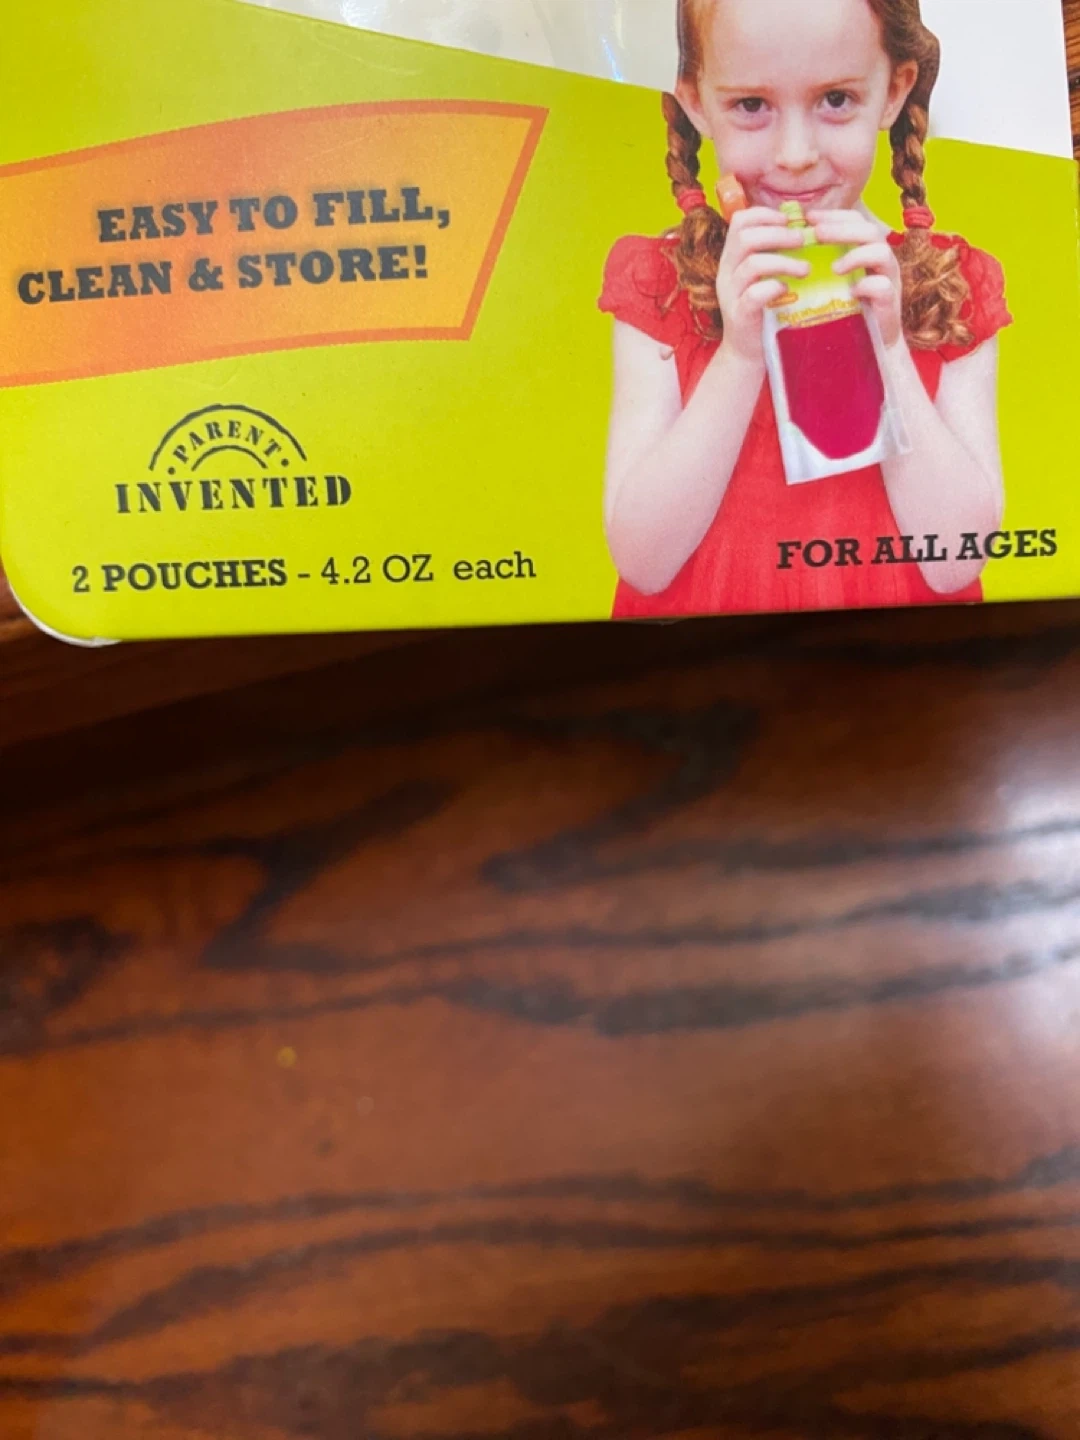 EASY TO FILL,
CLEAN & STORE!
PARENT
INVENTED
2 POUCHES - 4.2 OZ each
FOR ALL AGES